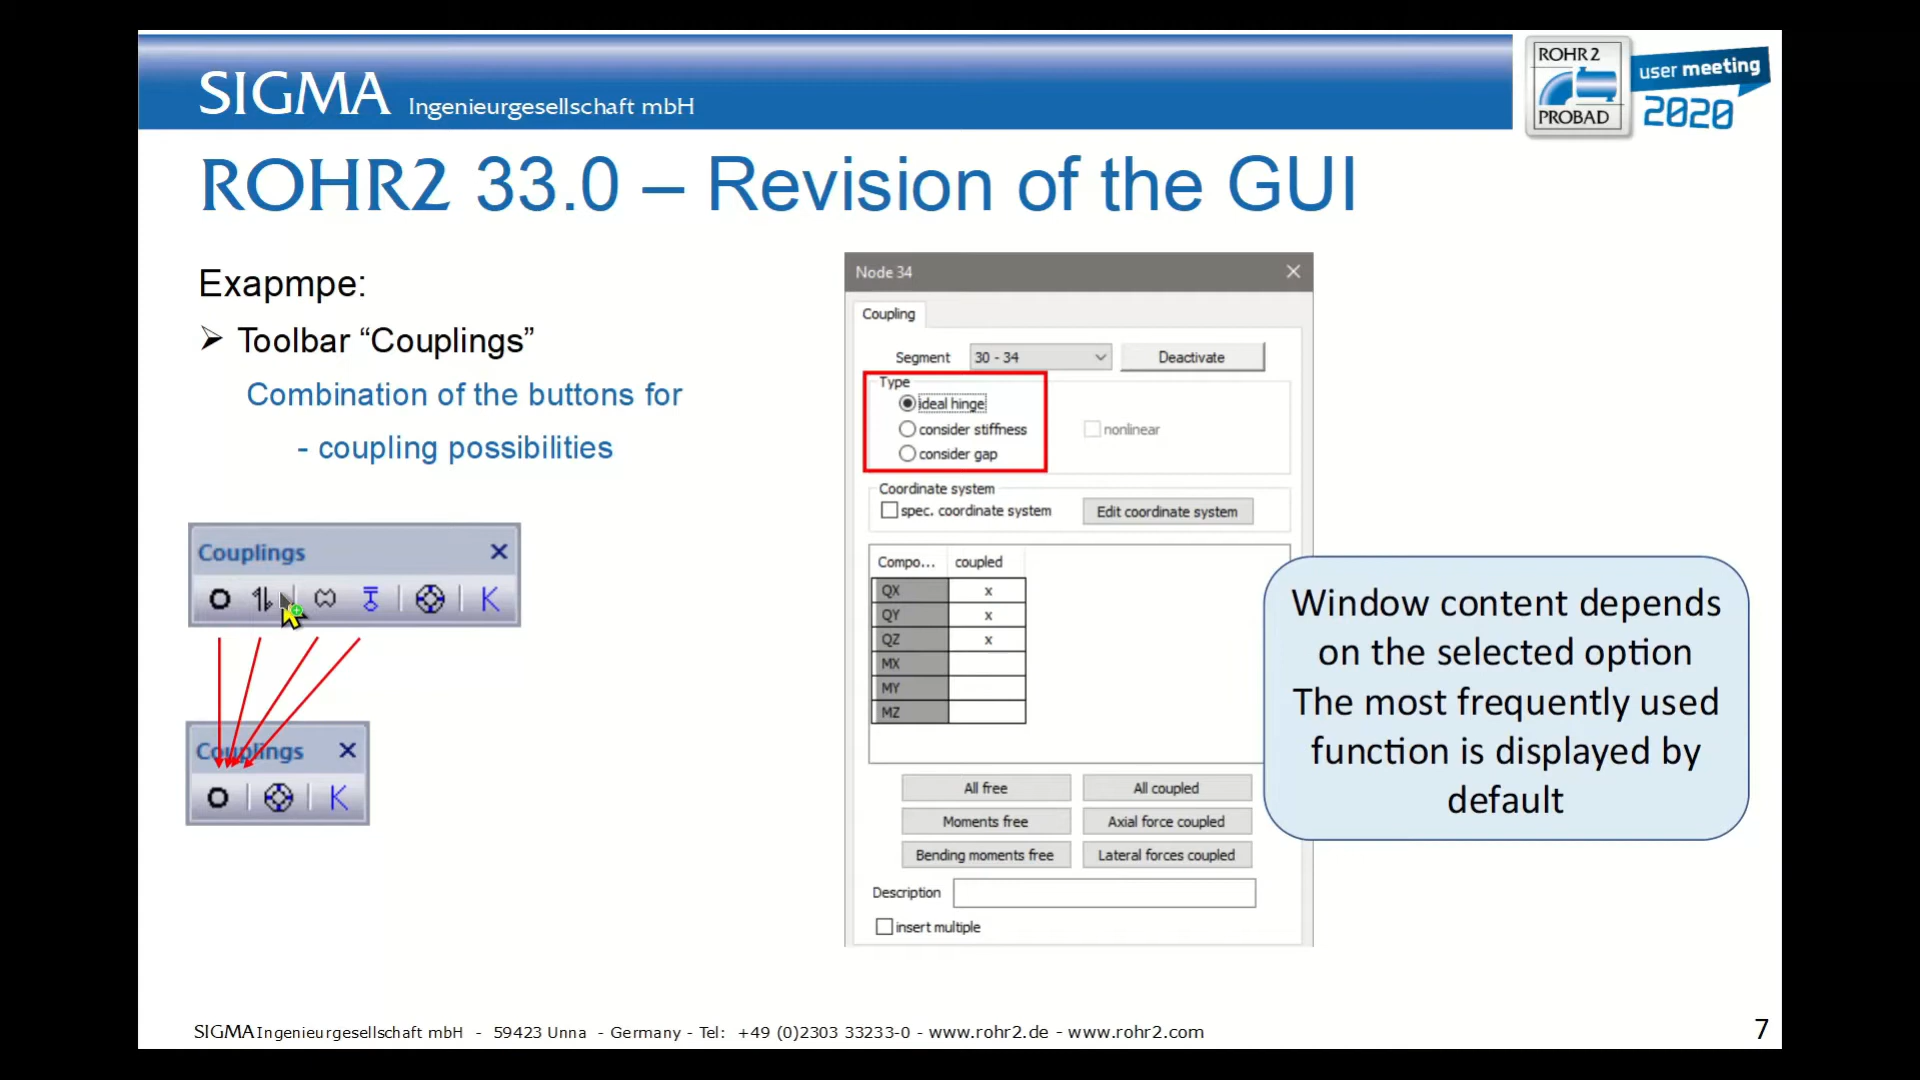 SIGMA Ingenieurgesellschaft mbH
ROHR2
PROBAD
user meeting
2020
ROHR2 33.0 – Revision of the GUI
Exapmpe:
➢ Toolbar “Couplings”
Combination of the buttons for
- coupling possibilities
Couplings
K
Couplings
K
Node 34
Coupling
Segment 30 - 34 Deactivate
Type
ideal hinge
consider stiffness nonlinear
consider gap
Coordinate system
spec. coordinate system Edit coordinate system
Compo... coupled
QX x
QY x
QZ x
MX
MY
MZ
All free All coupled
Moments free Axial force coupled
Bending moments free Lateral forces coupled
Description
insert multiple
Window content depends
on the selected option
The most frequently used
function is displayed by
default
SIGMA Ingenieurgesellschaft mbH - 59423 Unna - Germany - Tel: +49 (0)2303 33233-0 - www.rohr2.de - www.rohr2.com
7